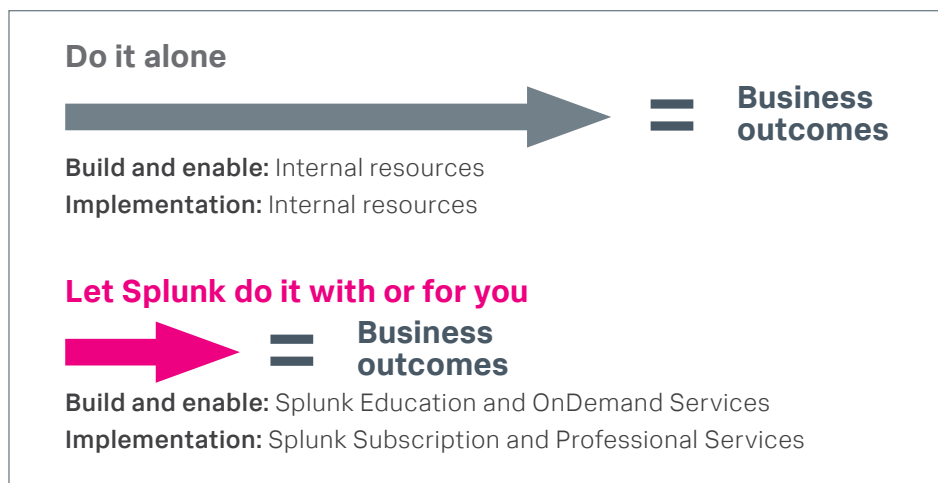 Do it alone
=
Business
outcomes
Build and enable: Internal resources
Implementation: Internal resources
Let Splunk do it with or for you
=
Business
outcomes
Build and enable: Splunk Education and OnDemand Services
Implementation: Splunk Subscription and Professional Services